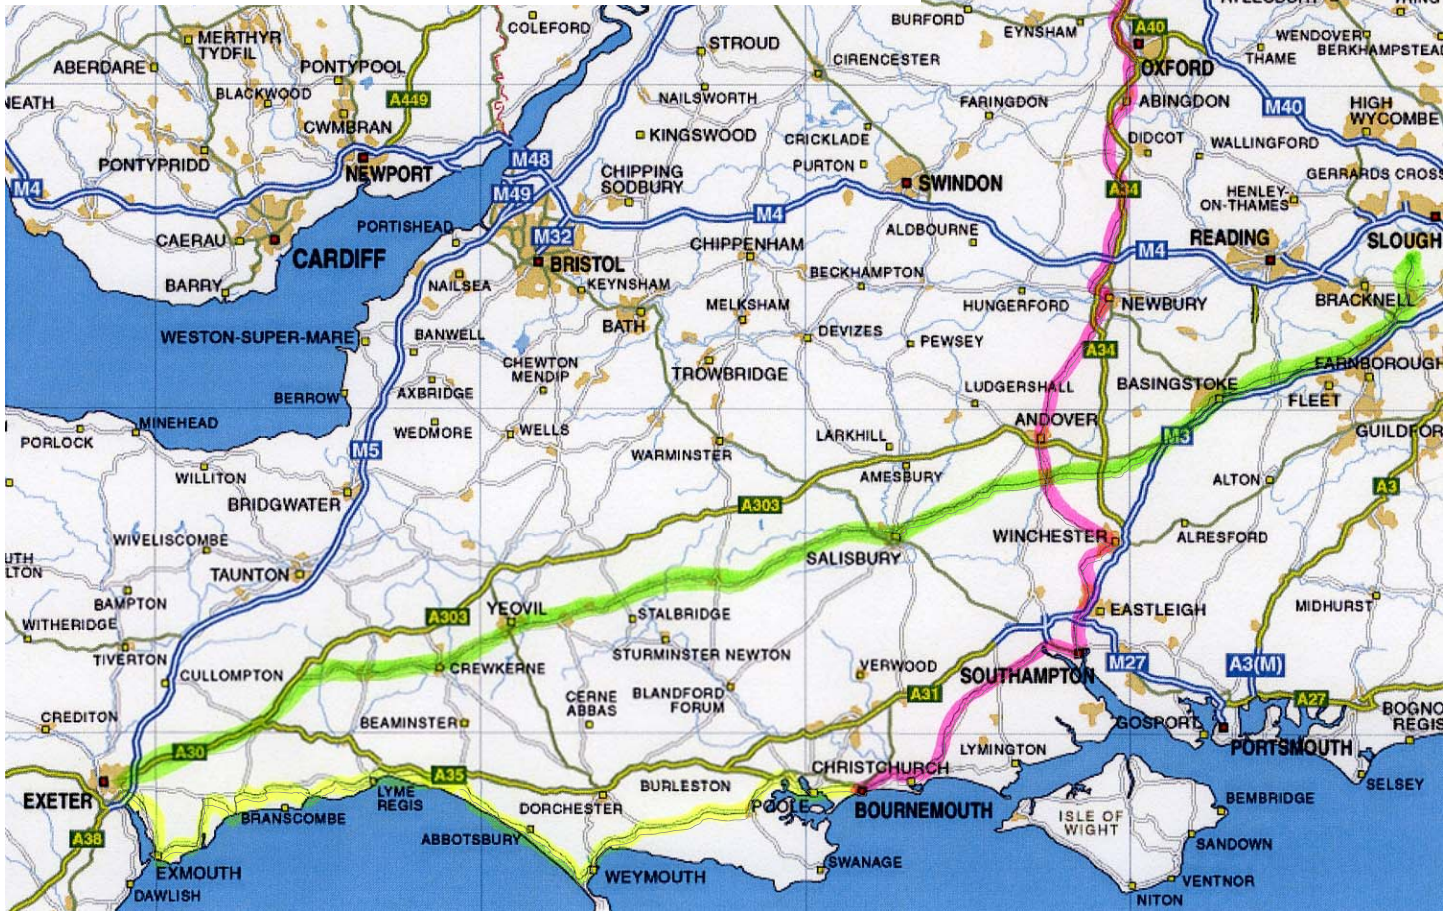 COLEFORD
BURFORD
EYNSHAM
A40
WENDOVER
BERKHAMPSTEAD
MERTHYR
TYDFIL
STROUD
CIRENCESTER
OXFORD
THAME
ABERDARE
PONTYPOOL
A449
NAILSWORTH
FARINGDON
ABINGDON
M40
HIGH
WYCOMBE
NEATH
BLACKWOOD
CWMBRAN
KINGSWOOD
CRICKLADE
DIDCOT
WALLINGFORD
PONTYPRIDD
NEWPORT
M48
CHIPPING
SODBURY
PURTON
SWINDON
GERRARDS CROSS
M4
M49
A34
HENLEY-
ON-THAMES
PORTISHEAD
M32
M4
ALDBOURNE
M4
READING
SLOUGH
CAERAU
CARDIFF
BRISTOL
CHIPPENHAM
BARRY
NAILSEA
KEYNSHAM
BECKHAMPTON
HUNGERFORD
NEWBURY
BRACKNELL
MELKSHAM
WESTON-SUPER-MARE
BANWELL
BATH
DEVIZES
PEWSEY
A34
CHEWTON
MENDIP
TROWBRIDGE
LUDGERSHALL
BASINGSTOKE
FARNBOROUGH
BERROW
AXBRIDGE
FLEET
PORLOCK
MINEHEAD
WEDMORE
WELLS
LARKHILL
ANDOVER
M3
GUILDFOR
M5
WARMINSTER
AMESBURY
WILLITON
BRIDGWATER
A303
ALTON
A3
WIVELISCOMBE
SALISBURY
WINCHESTER
ALRESFORD
UTH
LTON
TAUNTON
BAMPTON
WITHERIDGE
A303
YEOVIL
STALBRIDGE
EASTLEIGH
MIDHURST
TIVERTON
CULLOMPTON
CREWKERNE
STURMINSTER NEWTON
VERWOOD
SOUTHAMPTON
M27
A3(M)
CREDITON
BEAMINSTER
CERNE
ABBAS
BLANDFORD
FORUM
A31
GOSPORT
A27
BOGNO
REGIS
A30
LYMINGTON
PORTSMOUTH
EXETER
LYME
REGIS
A35
BURLESTON
CHRISTCHURCH
SELSEY
BRANSCOMBE
DORCHESTER
POOLE
BOURNEMOUTH
BEMBRIDGE
A38
ABBOTSBURY
ISLE OF
WIGHT
SANDOWN
EXMOUTH
WEYMOUTH
SWANAGE
VENTNOR
DAWLISH
NITON